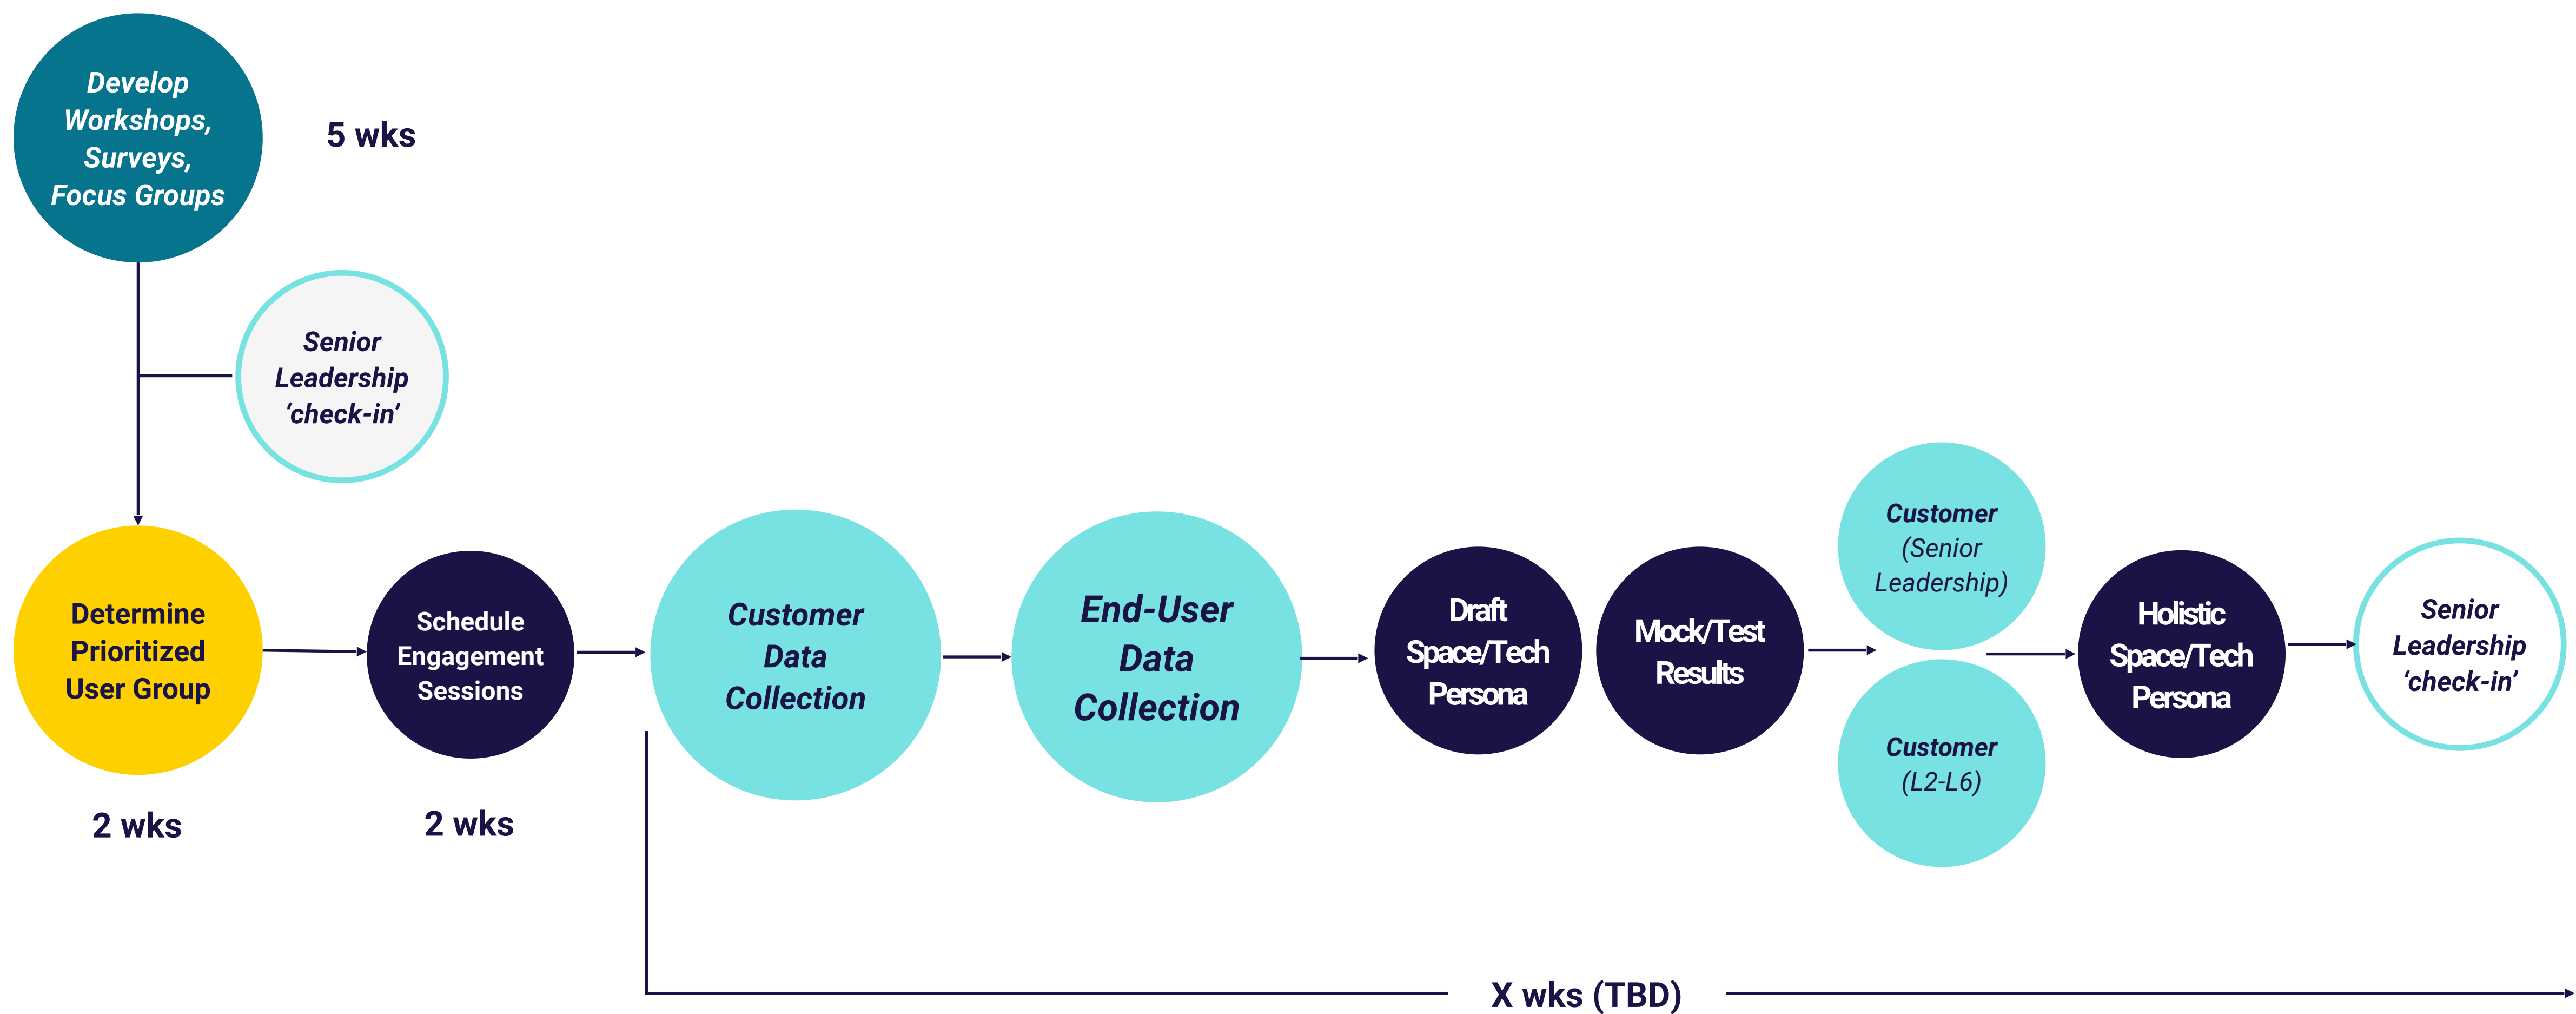 Develop
Workshops,
Surveys,
Focus Groups
5 wks
Senior
Leadership
‘check-in’
Determine
Prioritized
User Group
2 wks
Schedule
Engagement
Sessions
2 wks
Customer
Data
Collection
End-User
Data
Collection
Draft
Space/Tech
Persona
Mock/Test
Results
Customer
(Senior
Leadership)
Customer
(L2-L6)
Holistic
Space/Tech
Persona
Senior
Leadership
‘check-in’
X wks (TBD)